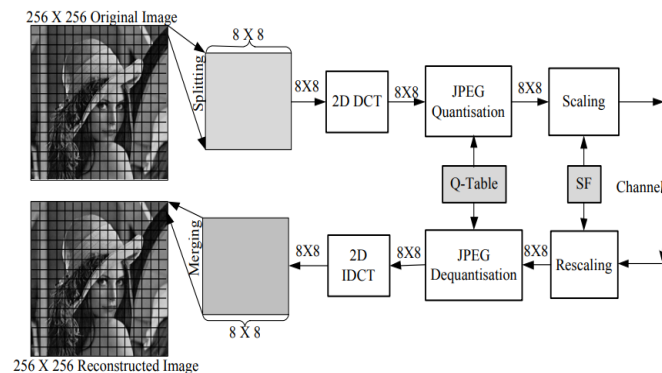 256 X 256 Original Image
8 X 8
Splitting
8X8
2D DCT
8X8
JPEG
Quantisation
8X8
Scaling
Q-Table
SF
Channel
Merging
8X8
2D
IDCT
8X8
JPEG
Dequantisation
8X8
Rescaling
8 X 8
256 X 256 Reconstructed Image